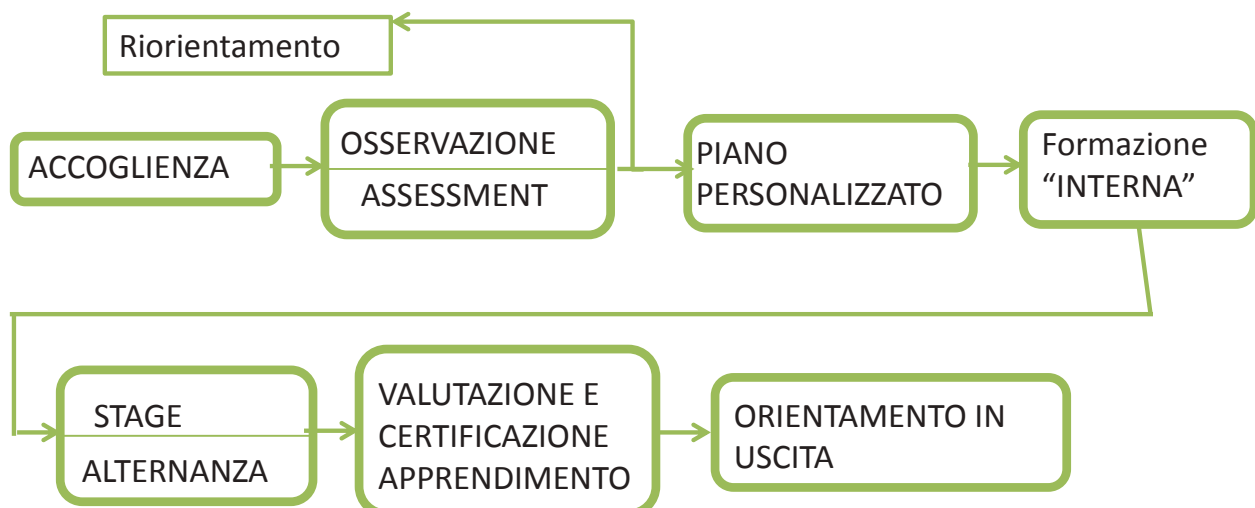 Riorientamento
ACCOGLIENZA
OSSERVAZIONE
ASSESSMENT
PIANO
PERSONALIZZATO
Formazione
“INTERNA”
STAGE
ALTERNANZA
VALUTAZIONE E
CERTIFICAZIONE
APPRENDIMENTO
ORIENTAMENTO IN
USCITA